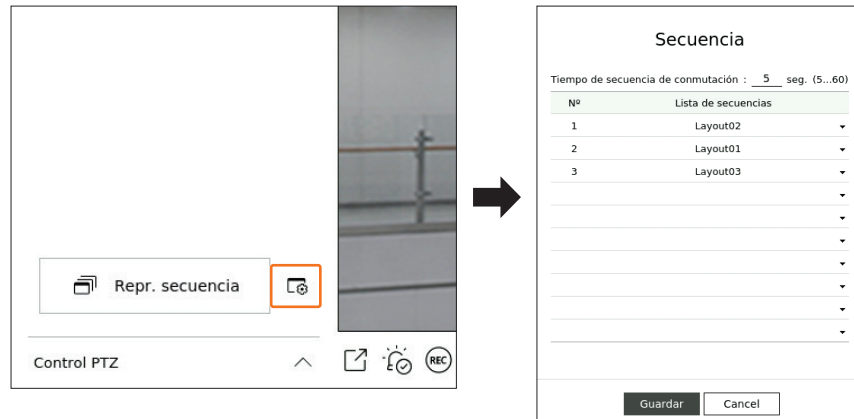 Repr. secuencia
Control PTZ
REC
Secuencia
Tiempo de secuencia de conmutación : 5 seg. (5...60)
Nº Lista de secuencias
1 Layout02
2 Layout01
3 Layout03
Guardar Cancel